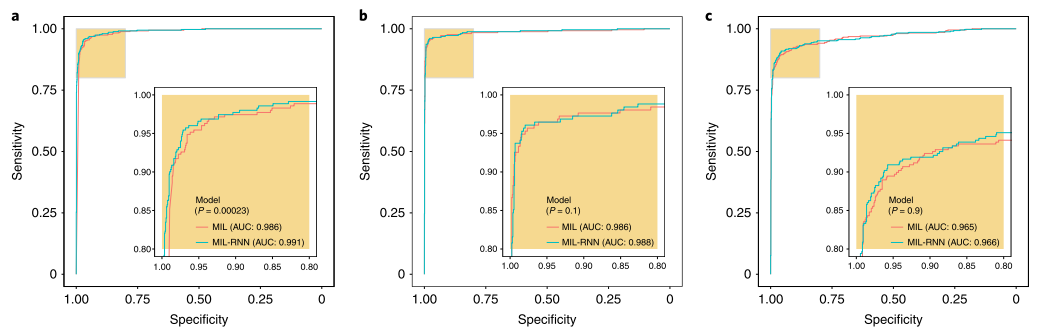 a
1.00
0.75
0.50
0.25
0
Sensitivity
1.00
0.95
0.90
0.85
0.80
Model
(P = 0.00023)
MIL (AUC: 0.986)
MIL-RNN (AUC: 0.991)
1.00 0.95 0.90 0.85 0.80
1.00 0.75 0.50 0.25 0
Specificity
b
1.00
0.75
0.50
0.25
0
Sensitivity
1.00
0.95
0.90
0.85
0.80
Model
(P = 0.1)
MIL (AUC: 0.986)
MIL-RNN (AUC: 0.988)
1.00 0.95 0.90 0.85 0.80
1.00 0.75 0.50 0.25 0
Specificity
c
1.00
0.75
0.50
0.25
0
Sensitivity
1.00
0.95
0.90
0.85
0.80
Model
(P = 0.9)
MIL (AUC: 0.965)
MIL-RNN (AUC: 0.966)
1.00 0.95 0.90 0.85 0.80
1.00 0.75 0.50 0.25 0
Specificity